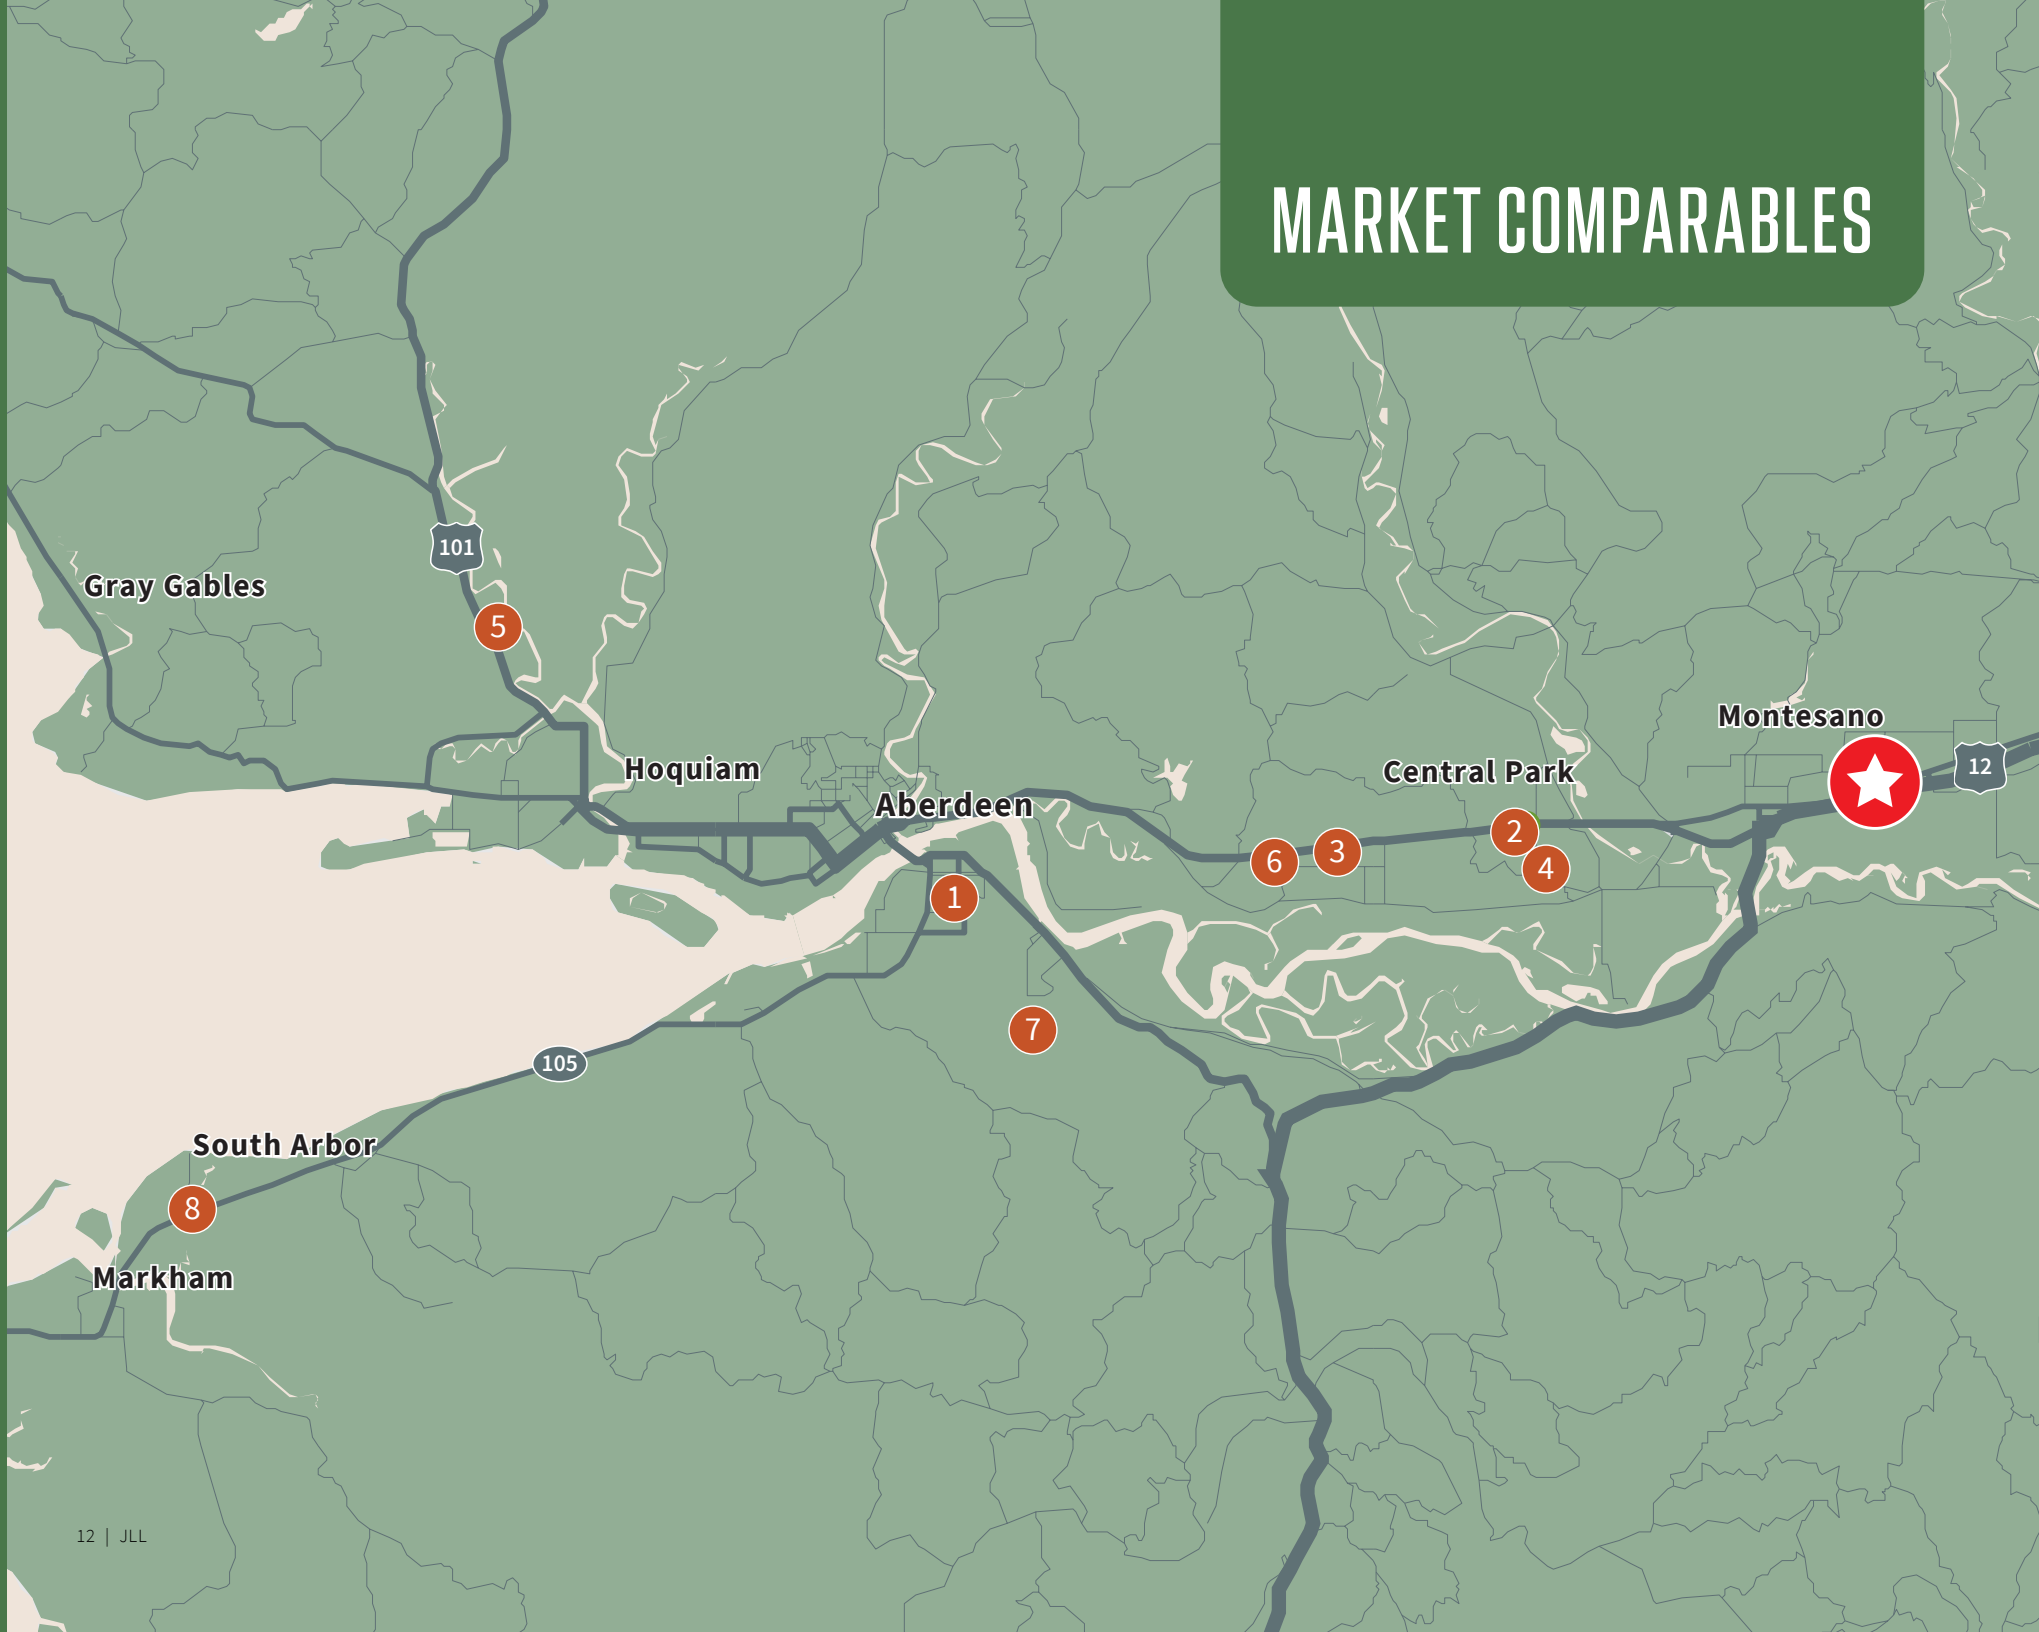 MARKET COMPARABLES
101
Gray Gables
5
Montesano
Hoquiam
12
Central Park
Aberdeen
2
3
6
4
1
7
105
South Arbor
8
Markham
12 | JLL